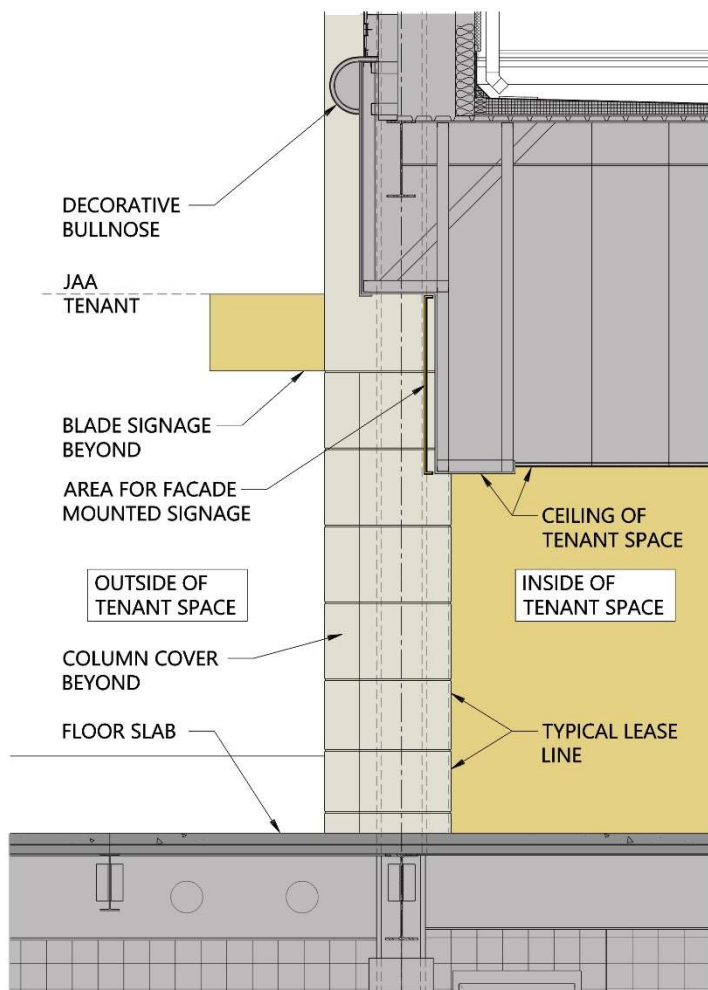 DECORATIVE
BULLNOSE
JAA
TENANT
BLADE SIGNAGE
BEYOND
AREA FOR FACADE
MOUNTED SIGNAGE
CEILING OF
TENANT SPACE
OUTSIDE OF
TENANT SPACE
INSIDE OF
TENANT SPACE
COLUMN COVER
BEYOND
FLOOR SLAB
TYPICAL LEASE
LINE